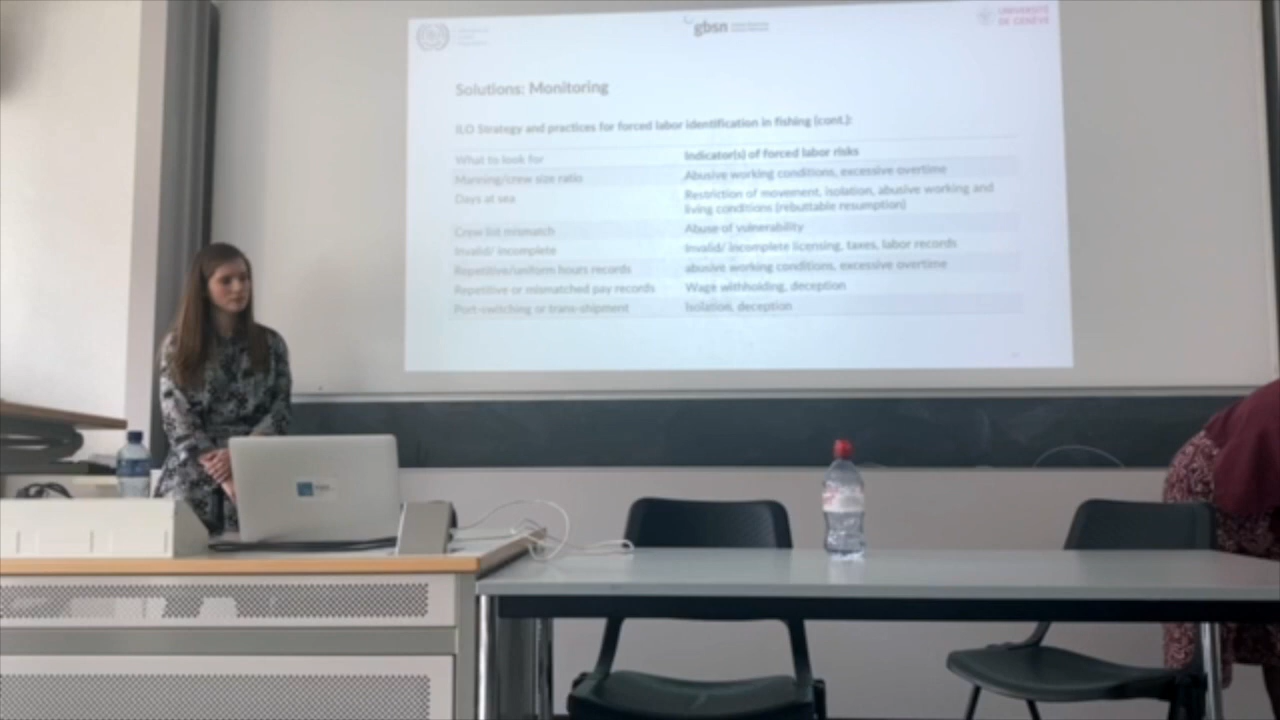 gbsn
UNIVERSITÉ
DE GENÈVE
Solutions: Monitoring
ILO Strategy and practices for forced labor identification in fishing (cont.):
What to look for Indicator(s) of forced labor risks
Manning/crew size ratio Abusive working conditions, excessive overtime
Days at sea Restriction of movement, isolation, abusive working and
living conditions (rebuttable resumption)
Crew list mismatch Abuse of vulnerability
Invalid/ incomplete Invalid/ incomplete licensing, taxes, labor records
Repetitive/uniform hours records abusive working conditions, excessive overtime
Repetitive or mismatched pay records Wage withholding, deception
Port-switching or trans-shipment Isolation, deception